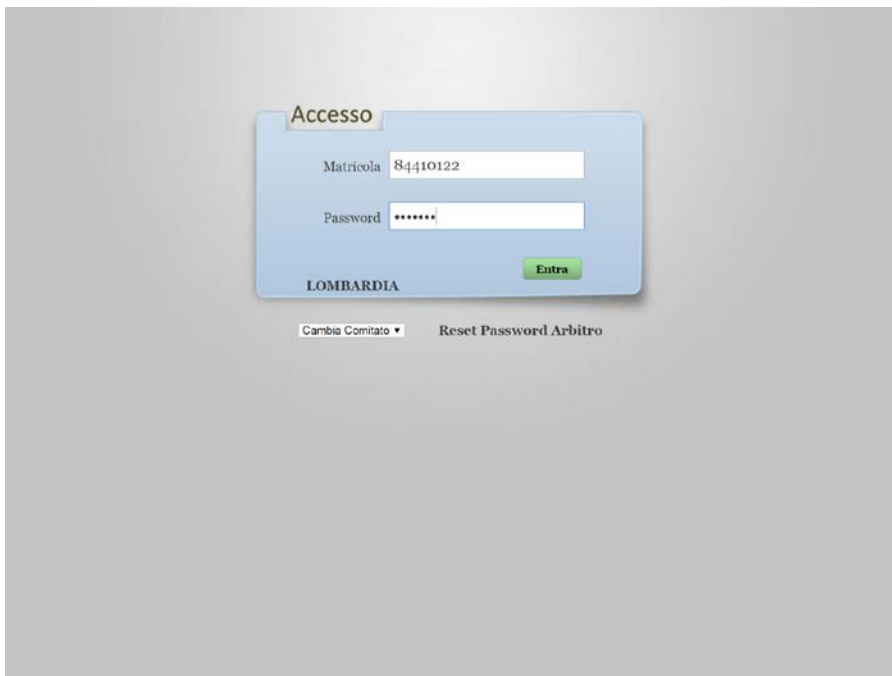 Accesso
Matricola 84410122
Password •••••••
Entra
LOMBARDIA
Cambia Comitato ▾ Reset Password Arbitro